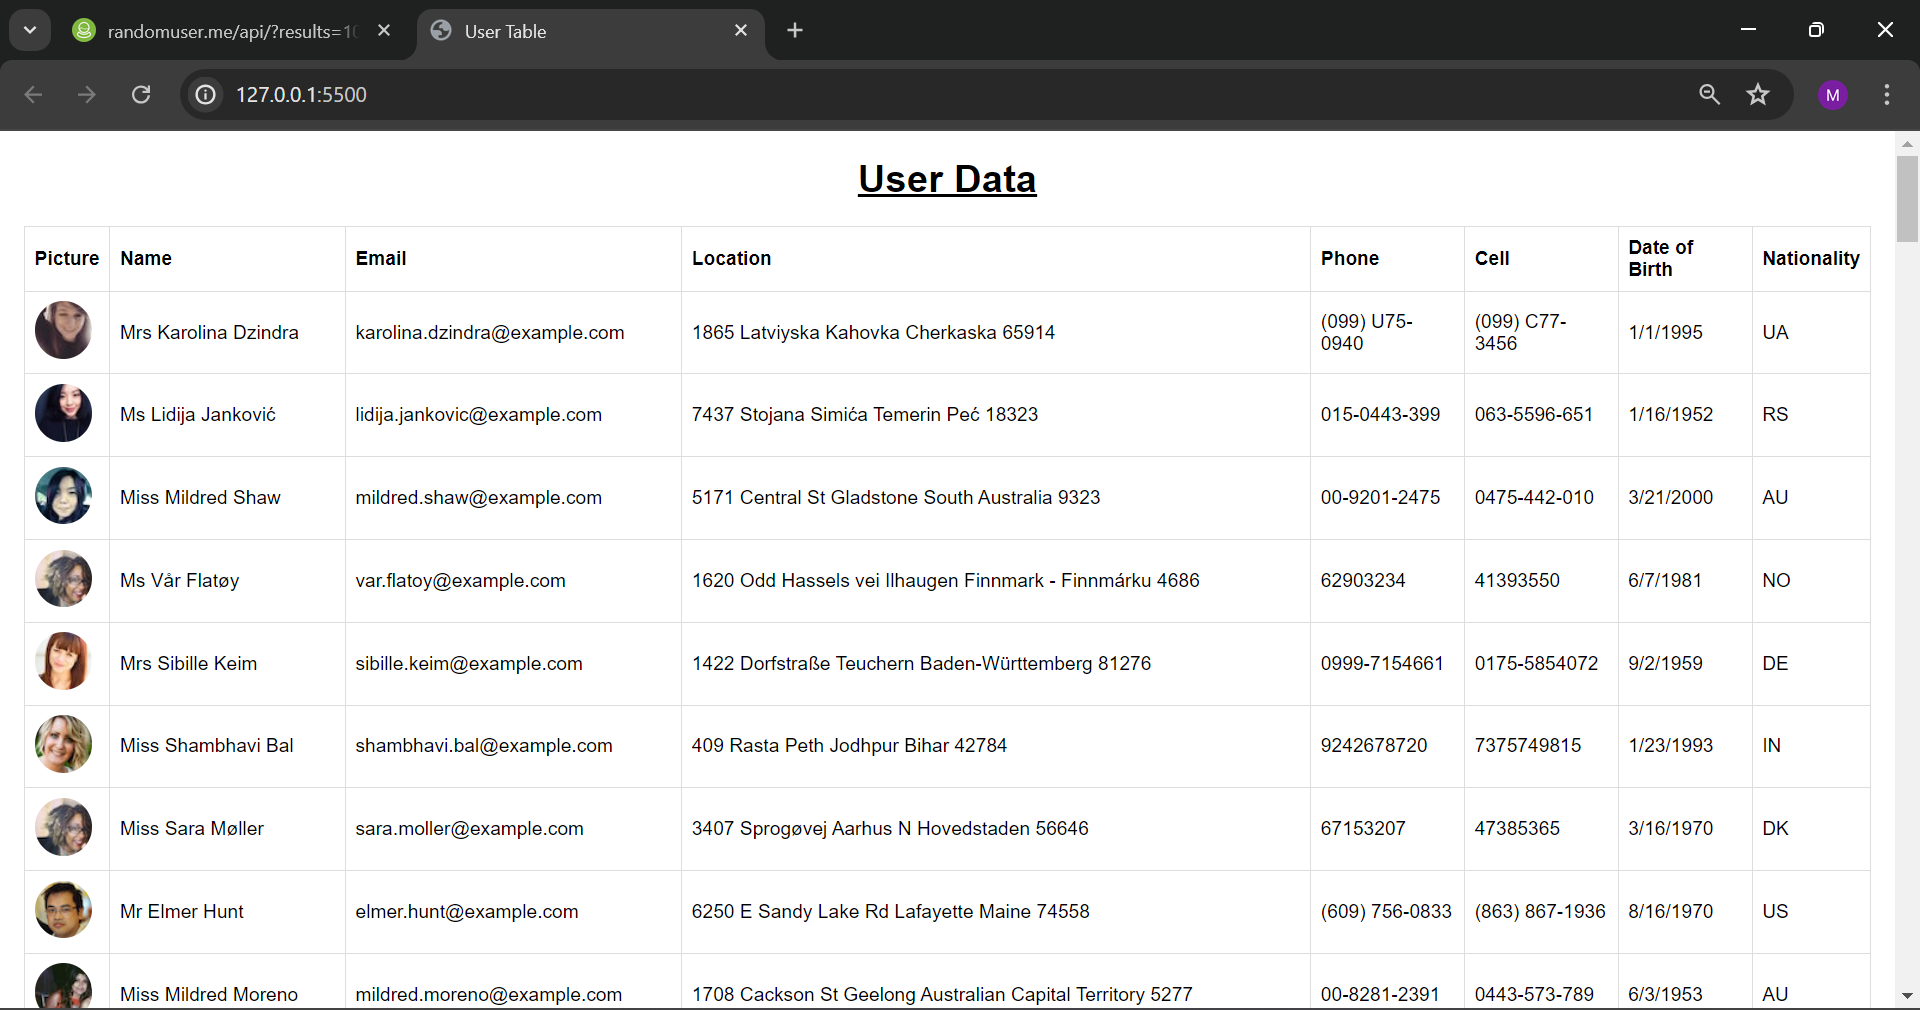 randomuser.me/api/?results=10
User Table
127.0.0.1:5500
M
User Data
Picture Name Email Location Phone Cell Date of Birth Nationality
Mrs Karolina Dzindra karolina.dzindra@example.com 1865 Latviyska Kahovka Cherkaska 65914 (099) U75-0940 (099) C77-3456 1/1/1995 UA
Ms Lidija Janković lidija.jankovic@example.com 7437 Stojana Simića Temerin Peć 18323 015-0443-399 063-5596-651 1/16/1952 RS
Miss Mildred Shaw mildred.shaw@example.com 5171 Central St Gladstone South Australia 9323 00-9201-2475 0475-442-010 3/21/2000 AU
Ms Vår Flatøy var.flatoy@example.com 1620 Odd Hassels vei Ilhaugen Finnmark - Finnmárku 4686 62903234 41393550 6/7/1981 NO
Mrs Sibille Keim sibille.keim@example.com 1422 Dorfstraße Teuchern Baden-Württemberg 81276 0999-7154661 0175-5854072 9/2/1959 DE
Miss Shambhavi Bal shambhavi.bal@example.com 409 Rasta Peth Jodhpur Bihar 42784 9242678720 7375749815 1/23/1993 IN
Miss Sara Møller sara.moller@example.com 3407 Sprogøvej Aarhus N Hovedstaden 56646 67153207 47385365 3/16/1970 DK
Mr Elmer Hunt elmer.hunt@example.com 6250 E Sandy Lake Rd Lafayette Maine 74558 (609) 756-0833 (863) 867-1936 8/16/1970 US
Miss Mildred Moreno mildred.moreno@example.com 1708 Cackson St Geelong Australian Capital Territory 5277 00-8281-2391 0443-573-789 6/3/1953 AU